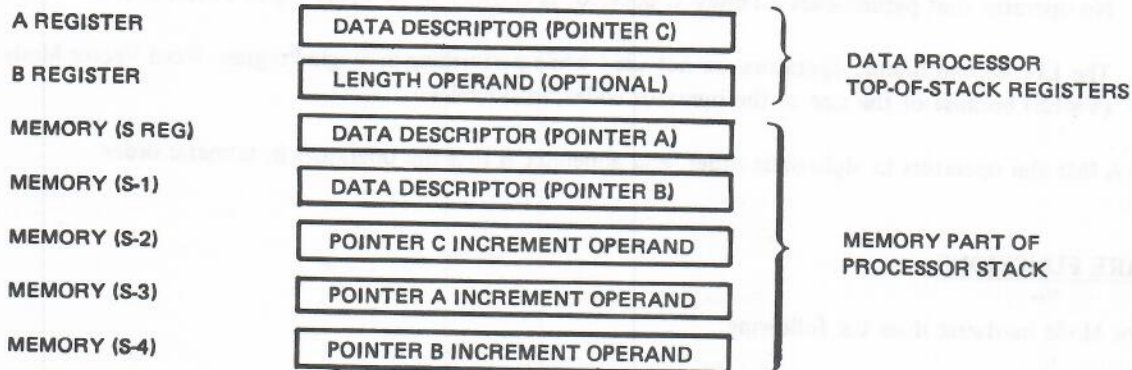 A REGISTER
DATA DESCRIPTOR (POINTER C)
B REGISTER
LENGTH OPERAND (OPTIONAL)
DATA PROCESSOR
TOP-OF-STACK REGISTERS
MEMORY (S REG)
DATA DESCRIPTOR (POINTER A)
MEMORY (S-1)
DATA DESCRIPTOR (POINTER B)
MEMORY (S-2)
POINTER C INCREMENT OPERAND
MEMORY (S-3)
POINTER A INCREMENT OPERAND
MEMORY (S-4)
POINTER B INCREMENT OPERAND
MEMORY PART OF
PROCESSOR STACK